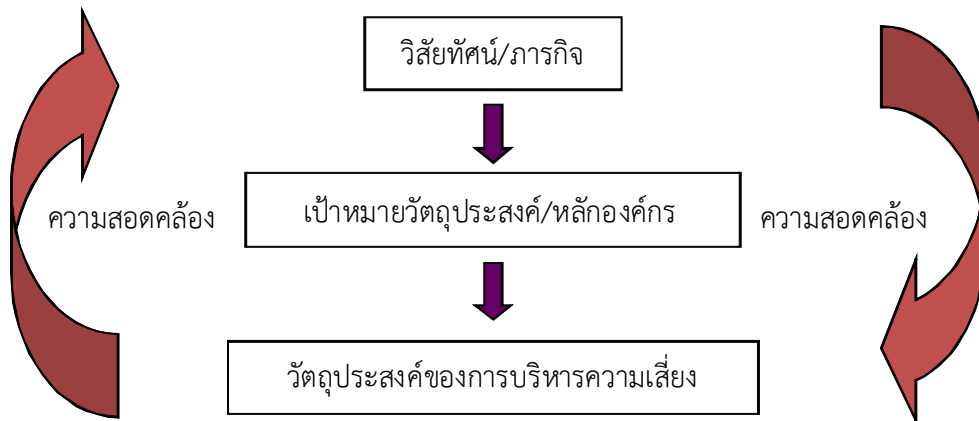 วิสัยทัศน์/ภารกิจ
เป้าหมายวัตถุประสงค์/หลักองค์กร
ความสอดคล้อง
ความสอดคล้อง
วัตถุประสงค์ของการบริหารความเสี่ยง